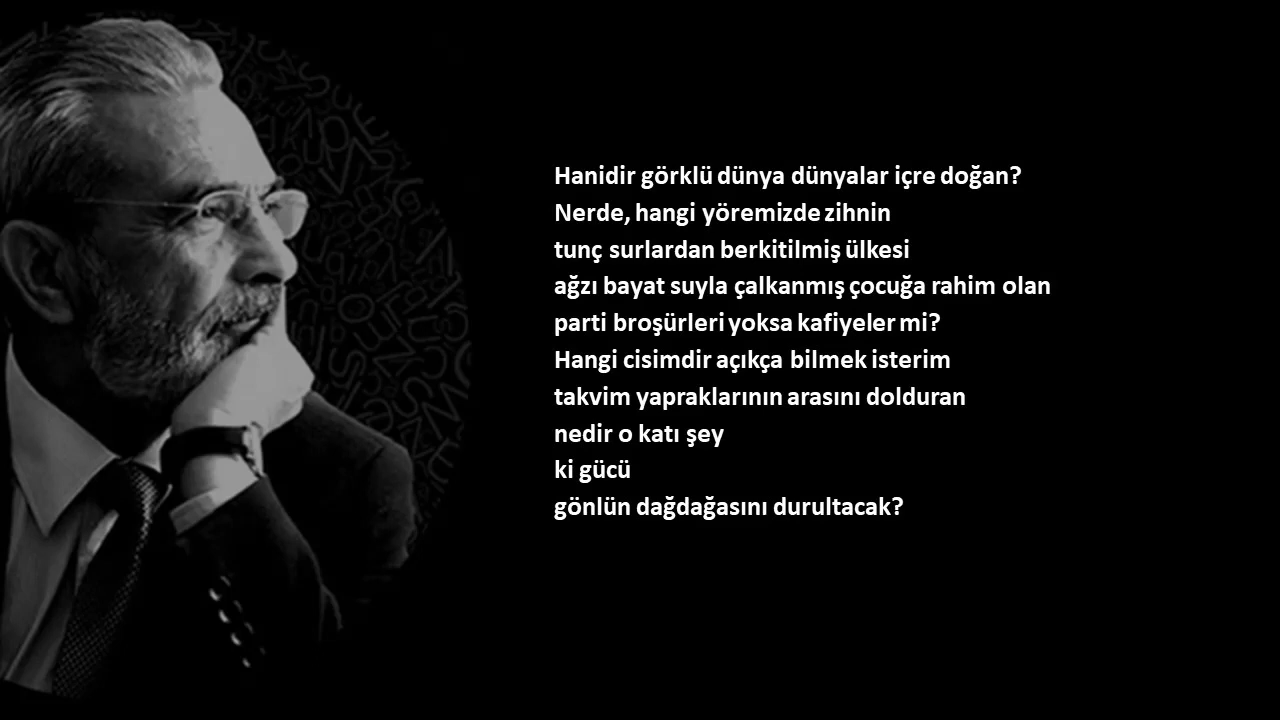 Hanidir görklü dünya dünyalar içre doğan?
Nerde, hangi yöremizde zihnin
tunç surlardan berkitilmiş ülkesi
ağzı bayat suyla çalkanmış çocuğa rahim olan
parti broşürleri yoksa kafiyeler mi?
Hangi cisimdir açıkça bilmek isterim
takvim yapraklarının arasını dolduran
nedir o katı şey
ki gücü
gönlün dağdağasını durultacak?